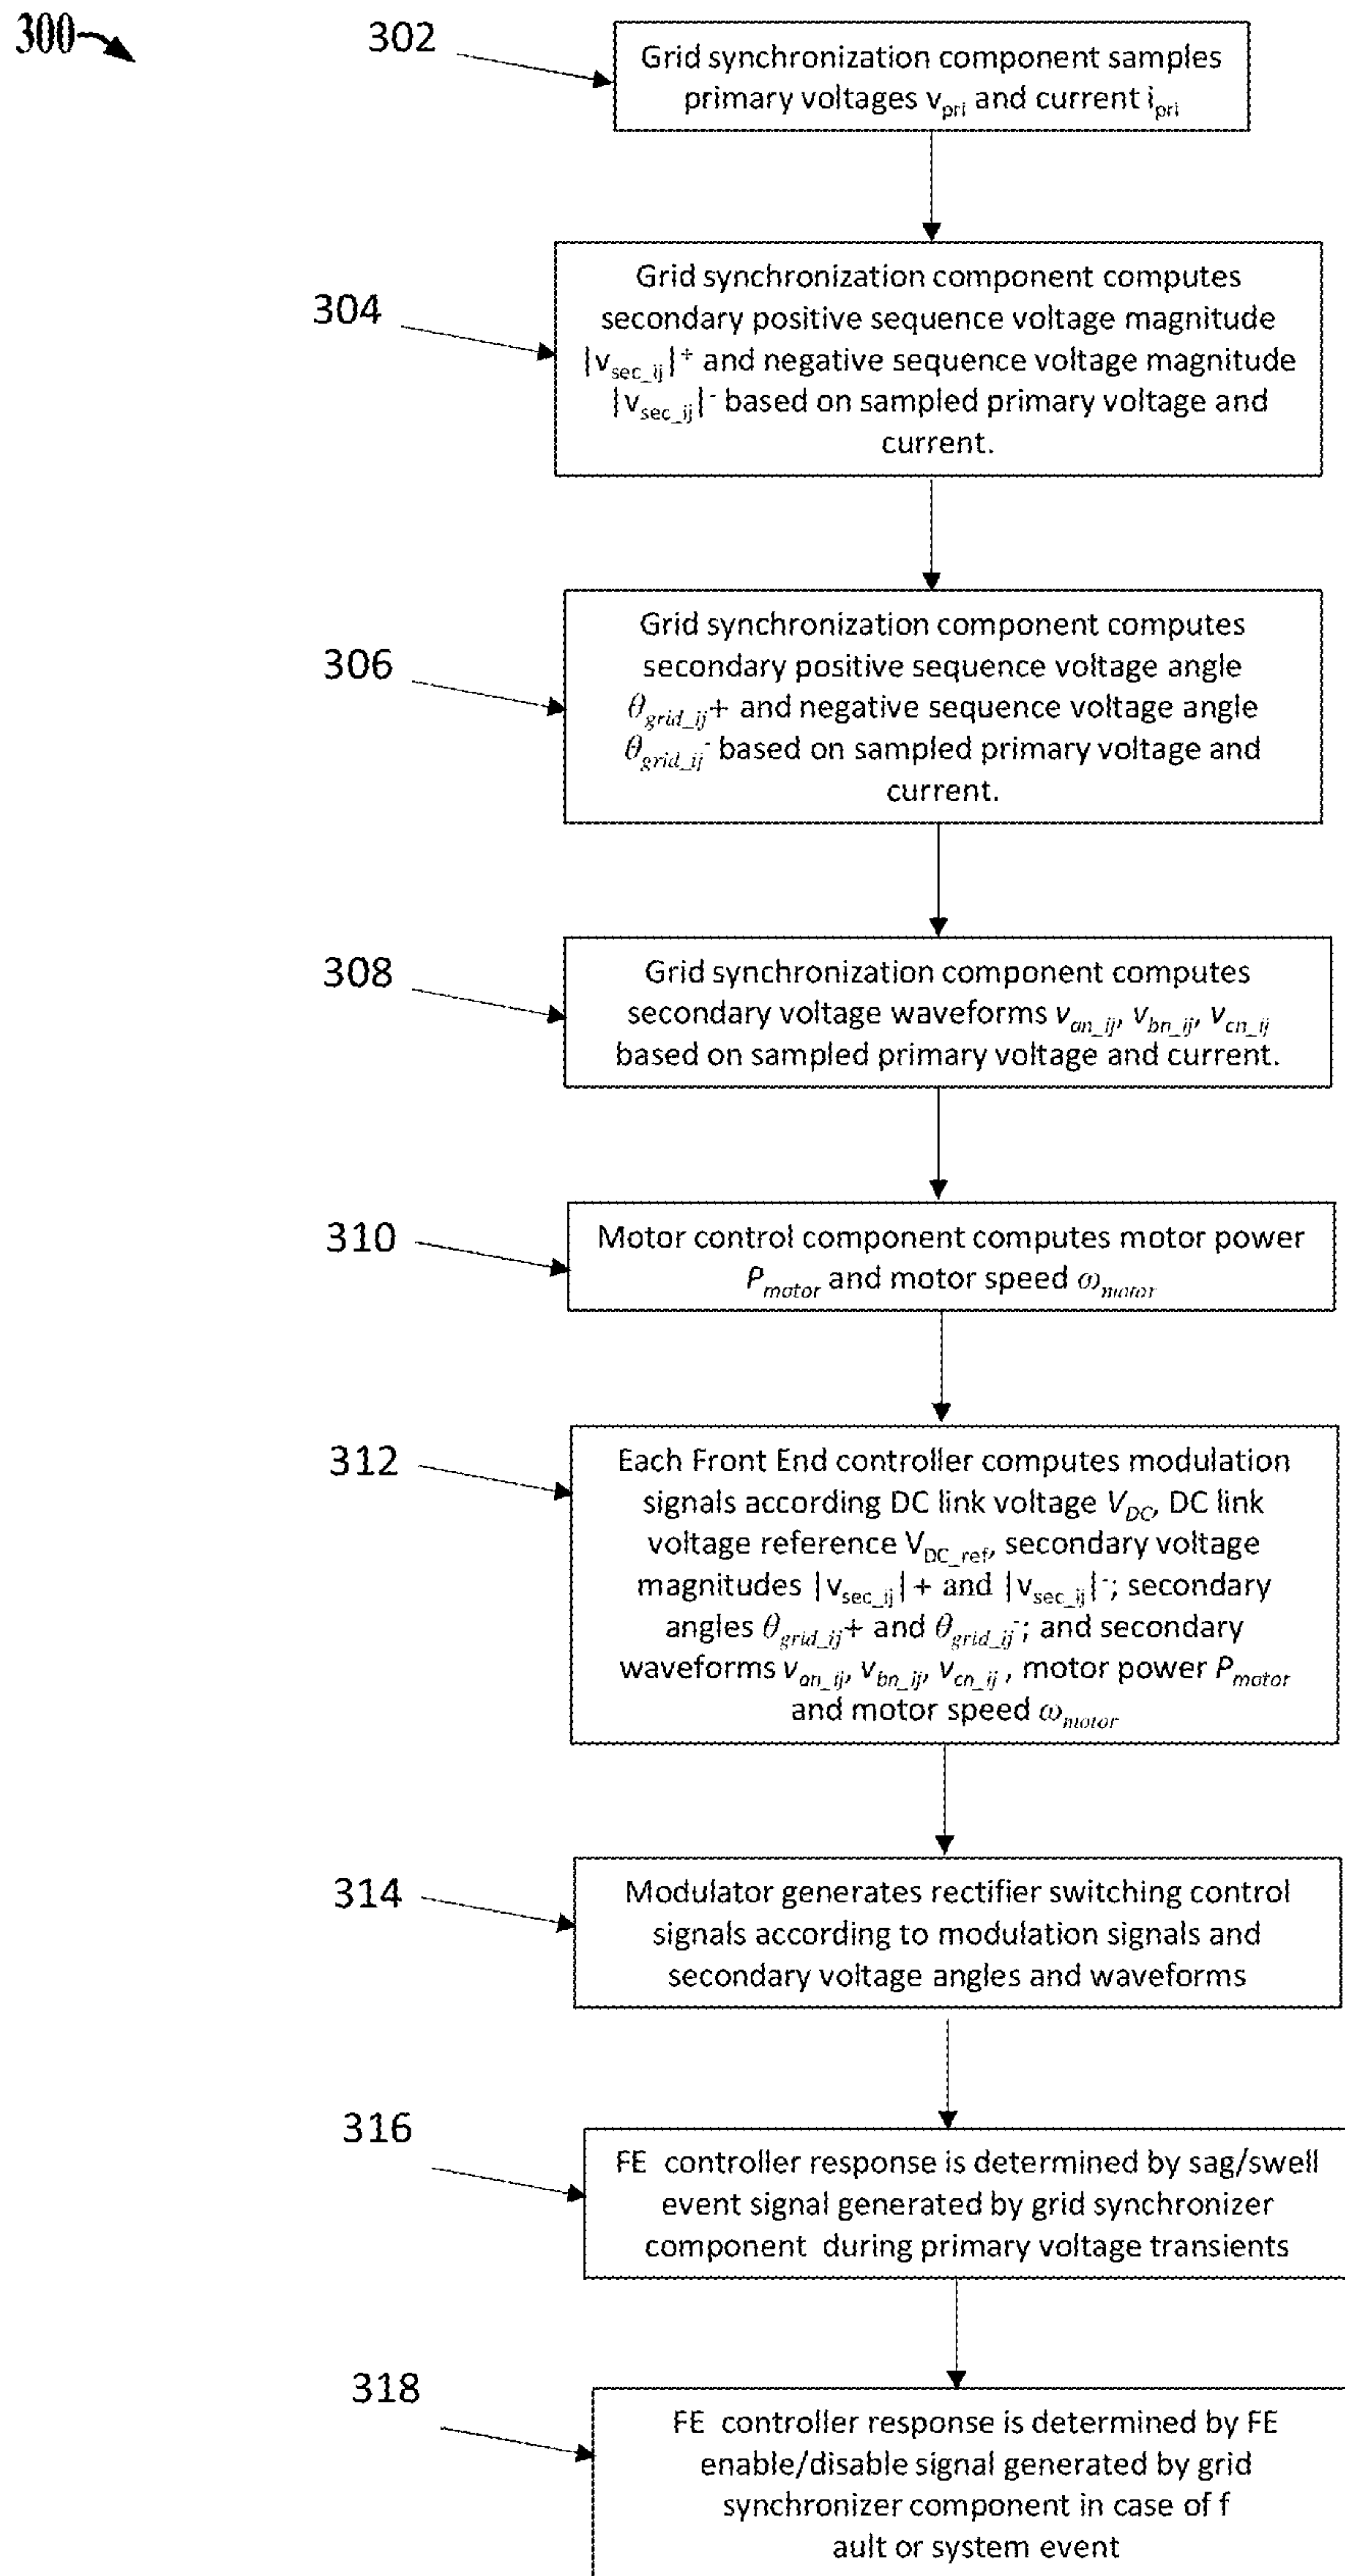 300
302
Grid synchronization component samples
primary voltages v_pri and current i_pri
304
Grid synchronization component computes
secondary positive sequence voltage magnitude
|v_sec_ij|⁺ and negative sequence voltage magnitude
|v_sec_ij|⁻ based on sampled primary voltage and
current.
306
Grid synchronization component computes
secondary positive sequence voltage angle
θ_grid_ij+ and negative sequence voltage angle
θ_grid_ij⁻ based on sampled primary voltage and
current.
308
Grid synchronization component computes
secondary voltage waveforms v_an_ij, v_bn_ij, v_cn_ij
based on sampled primary voltage and current.
310
Motor control component computes motor power
P_motor and motor speed ω_motor
312
Each Front End controller computes modulation
signals according DC link voltage V_DC, DC link
voltage reference V_DC_ref, secondary voltage
magnitudes |v_sec_ij|+ and |v_sec_ij|⁻; secondary
angles θ_grid_ij+ and θ_grid_ij⁻; and secondary
waveforms v_an_ij, v_bn_ij, v_cn_ij , motor power P_motor
and motor speed ω_motor
314
Modulator generates rectifier switching control
signals according to modulation signals and
secondary voltage angles and waveforms
316
FE controller response is determined by sag/swell
event signal generated by grid synchronizer
component during primary voltage transients
318
FE controller response is determined by FE
enable/disable signal generated by grid
synchronizer component in case of f
ault or system event